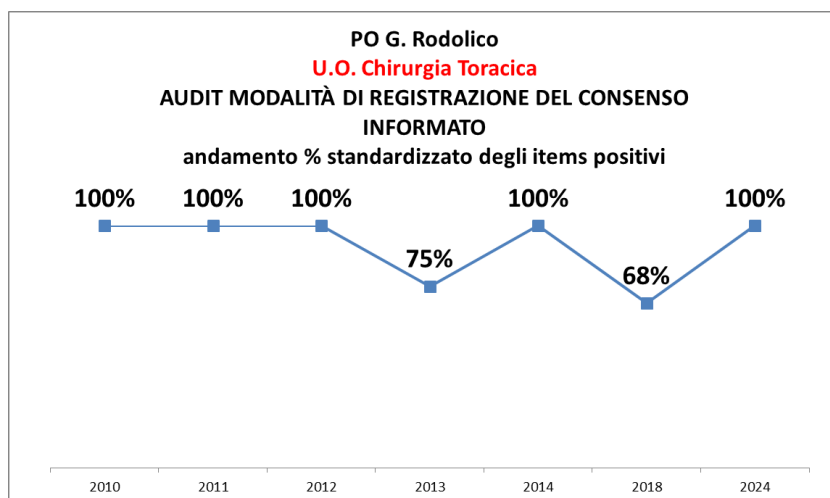 PO G. Rodolico
U.O. Chirurgia Toracica
AUDIT MODALITÀ DI REGISTRAZIONE DEL CONSENSO
INFORMATO
andamento % standardizzato degli items positivi
100% 100% 100% 75% 100% 68% 100%
2010 2011 2012 2013 2014 2018 2024